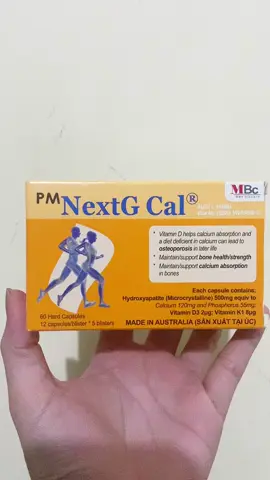 MBc
PM NextG Cal®
• Vitamin D helps calcium absorption and
a diet deficient in calcium can lead to
osteoporosis in later life
• Maintain/support bone health/strength
• Maintain/support calcium absorption
in bones
60 Hard Capsules
12 capsules/blister * 5 blisters
Each capsule contains;
Hydroxyapatite (Microcrystalline) 500mg equiv to
Calcium 120mg and Phosphorus 55mg;
Vitamin D3 2µg; Vitamin K1 8µg
MADE IN AUSTRALIA (SẢN XUẤT TẠI ÚC)